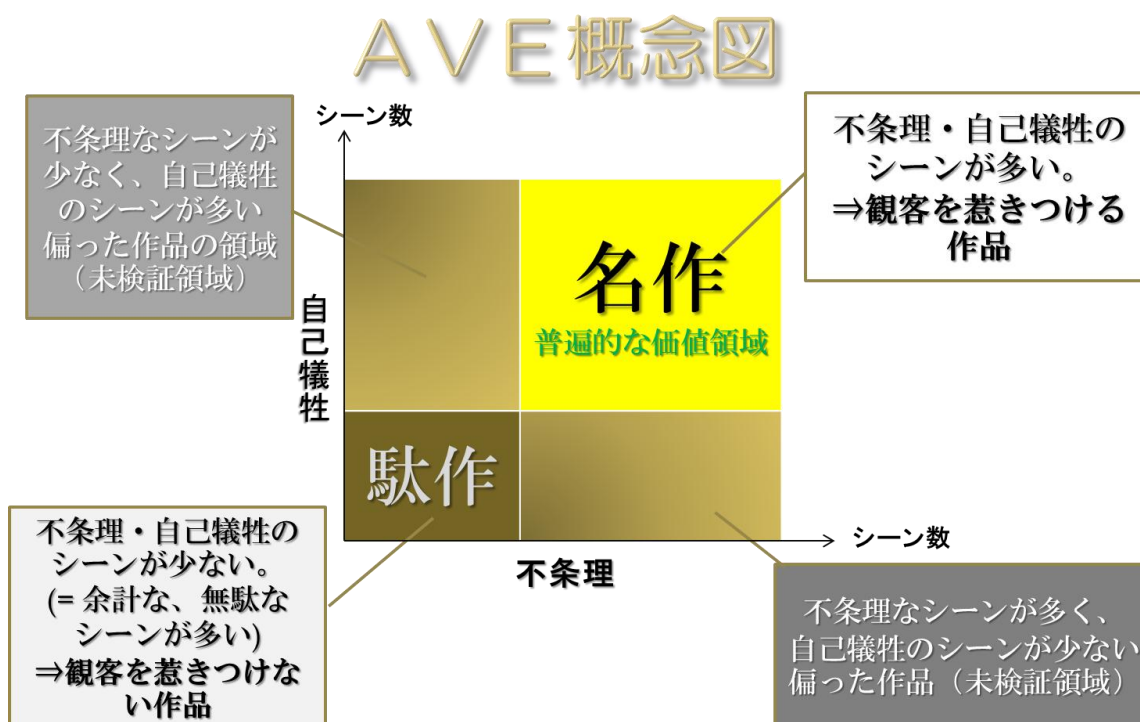 AVE概念図
シーン数
不条理なシーンが
少なく、自己犠牲
のシーンが多い
偏った作品の領域
（未検証領域）
不条理・自己犠牲の
シーンが多い。
⇒観客を惹きつける
作品
名作
普遍的な価値領域
自己犠牲
駄作
シーン数
不条理
不条理・自己犠牲の
シーンが少ない。
(= 余計な、無駄な
シーンが多い)
⇒観客を惹きつけな
い作品
不条理なシーンが多く、
自己犠牲のシーンが少ない
偏った作品（未検証領域）